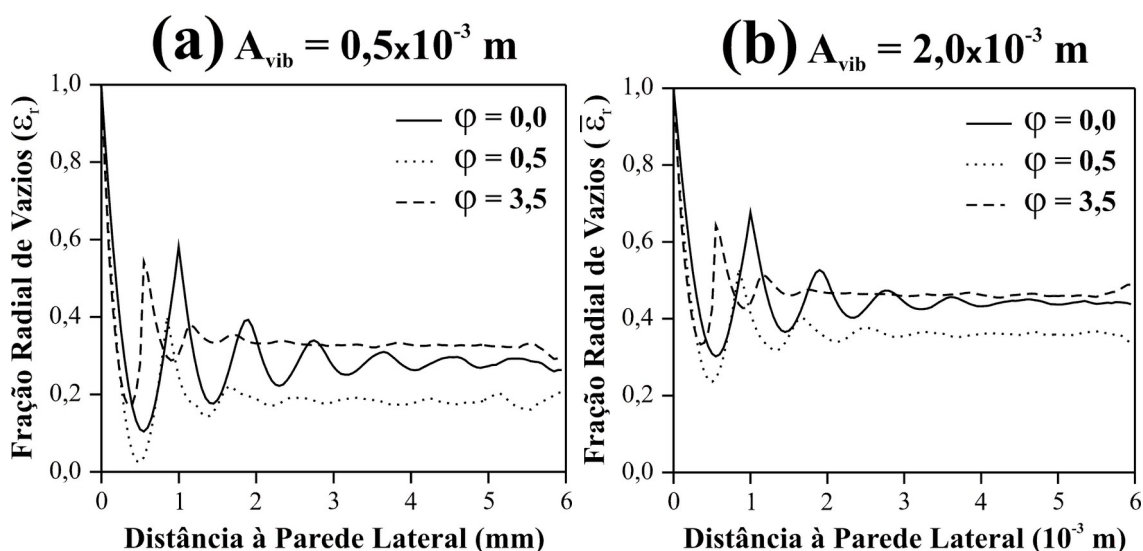 (a) A_vib = 0,5x10⁻³ m
Fração Radial de Vazios (ε_r)
1,0
0,8
0,6
0,4
0,2
0,0
φ = 0,0
φ = 0,5
φ = 3,5
0 1 2 3 4 5 6
Distância à Parede Lateral (mm)
(b) A_vib = 2,0x10⁻³ m
Fração Radial de Vazios (ε̅_r)
1,0
0,8
0,6
0,4
0,2
0,0
φ = 0,0
φ = 0,5
φ = 3,5
0 1 2 3 4 5 6
Distância à Parede Lateral (10⁻³ m)